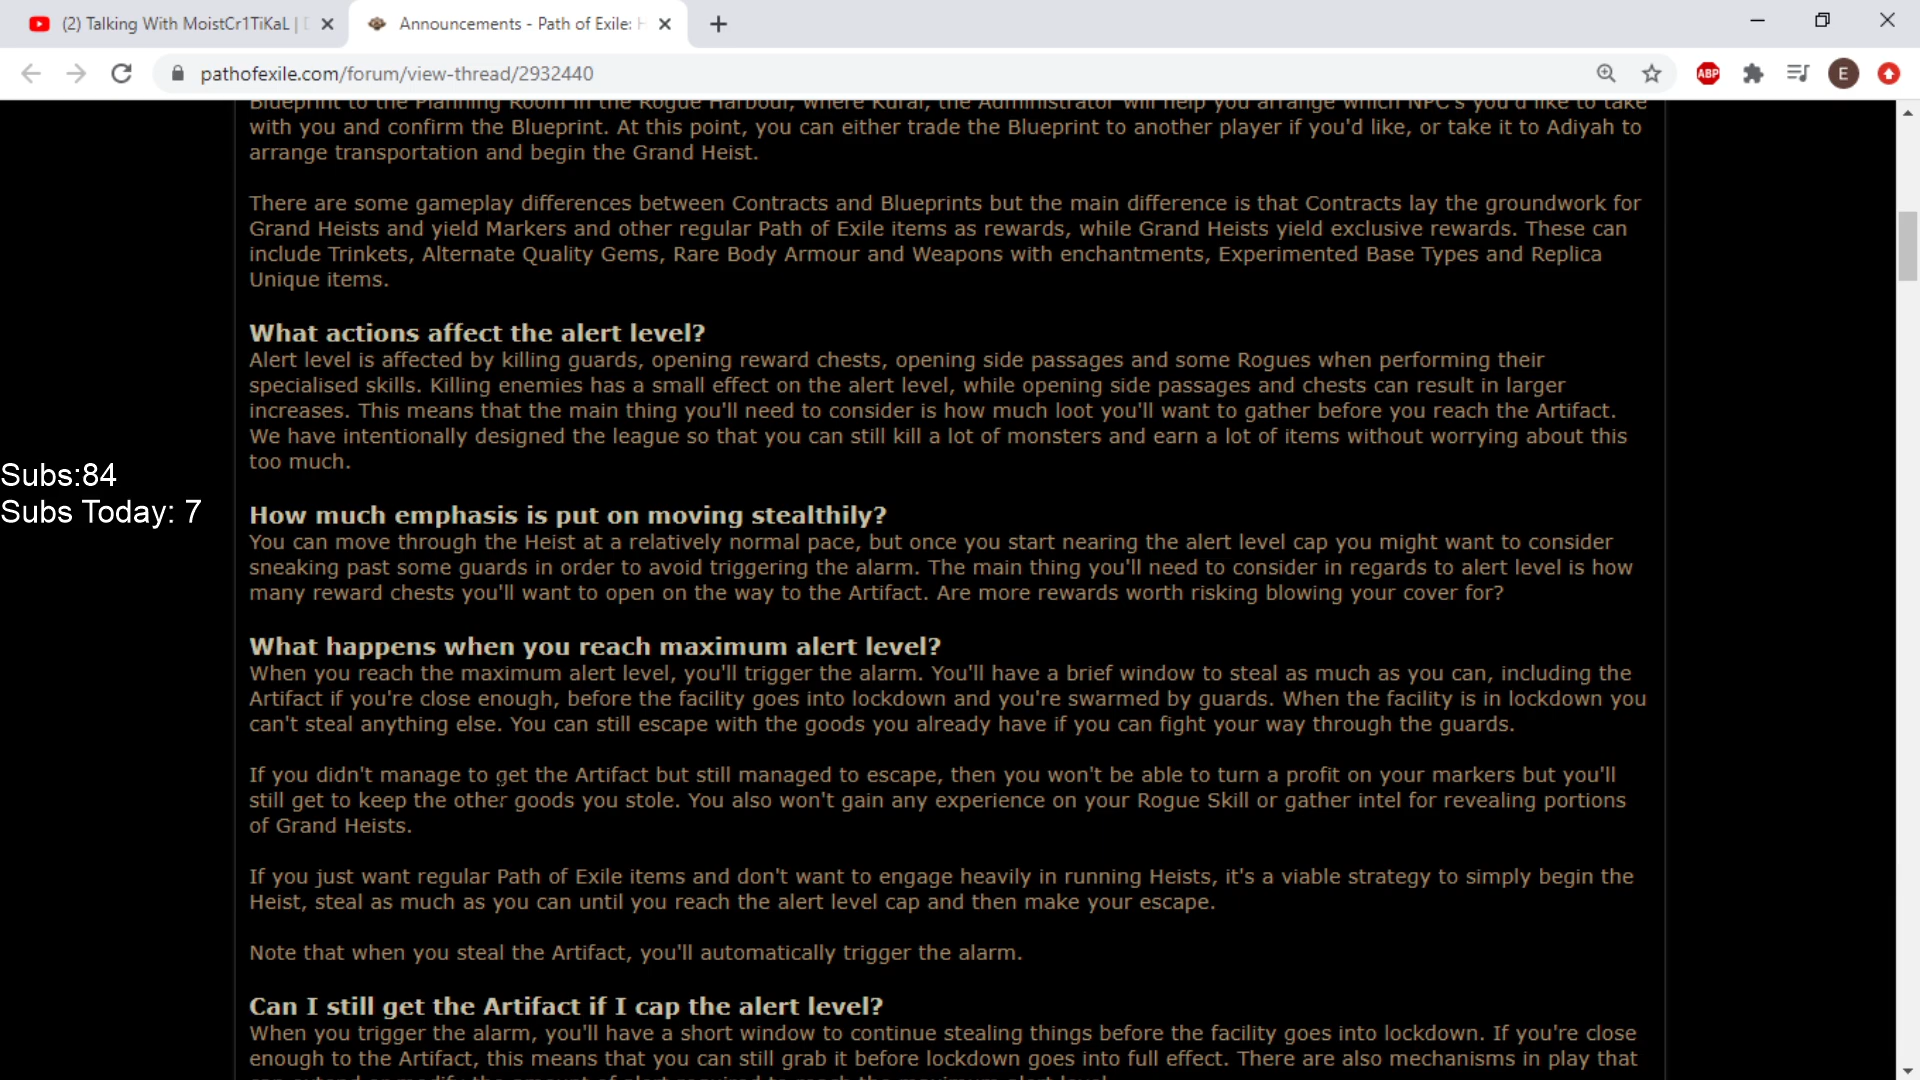 (2) Talking With MoistCr1TiKaL |
Announcements - Path of Exile:
pathofexile.com/forum/view-thread/2932440
ABP
E
Blueprint to the Planning Room in the Rogue Harbour, where Kurai, the Administrator will help you arrange which NPC's you'd like to take
with you and confirm the Blueprint. At this point, you can either trade the Blueprint to another player if you'd like, or take it to Adiyah to
arrange transportation and begin the Grand Heist.
There are some gameplay differences between Contracts and Blueprints but the main difference is that Contracts lay the groundwork for
Grand Heists and yield Markers and other regular Path of Exile items as rewards, while Grand Heists yield exclusive rewards. These can
include Trinkets, Alternate Quality Gems, Rare Body Armour and Weapons with enchantments, Experimented Base Types and Replica
Unique items.
What actions affect the alert level?
Alert level is affected by killing guards, opening reward chests, opening side passages and some Rogues when performing their
specialised skills. Killing enemies has a small effect on the alert level, while opening side passages and chests can result in larger
increases. This means that the main thing you'll need to consider is how much loot you'll want to gather before you reach the Artifact.
We have intentionally designed the league so that you can still kill a lot of monsters and earn a lot of items without worrying about this
too much.
Subs:84
Subs Today: 7
How much emphasis is put on moving stealthily?
You can move through the Heist at a relatively normal pace, but once you start nearing the alert level cap you might want to consider
sneaking past some guards in order to avoid triggering the alarm. The main thing you'll need to consider in regards to alert level is how
many reward chests you'll want to open on the way to the Artifact. Are more rewards worth risking blowing your cover for?
What happens when you reach maximum alert level?
When you reach the maximum alert level, you'll trigger the alarm. You'll have a brief window to steal as much as you can, including the
Artifact if you're close enough, before the facility goes into lockdown and you're swarmed by guards. When the facility is in lockdown you
can't steal anything else. You can still escape with the goods you already have if you can fight your way through the guards.
If you didn't manage to get the Artifact but still managed to escape, then you won't be able to turn a profit on your markers but you'll
still get to keep the other goods you stole. You also won't gain any experience on your Rogue Skill or gather intel for revealing portions
of Grand Heists.
If you just want regular Path of Exile items and don't want to engage heavily in running Heists, it's a viable strategy to simply begin the
Heist, steal as much as you can until you reach the alert level cap and then make your escape.
Note that when you steal the Artifact, you'll automatically trigger the alarm.
Can I still get the Artifact if I cap the alert level?
When you trigger the alarm, you'll have a short window to continue stealing things before the facility goes into lockdown. If you're close
enough to the Artifact, this means that you can still grab it before lockdown goes into full effect. There are also mechanisms in play that